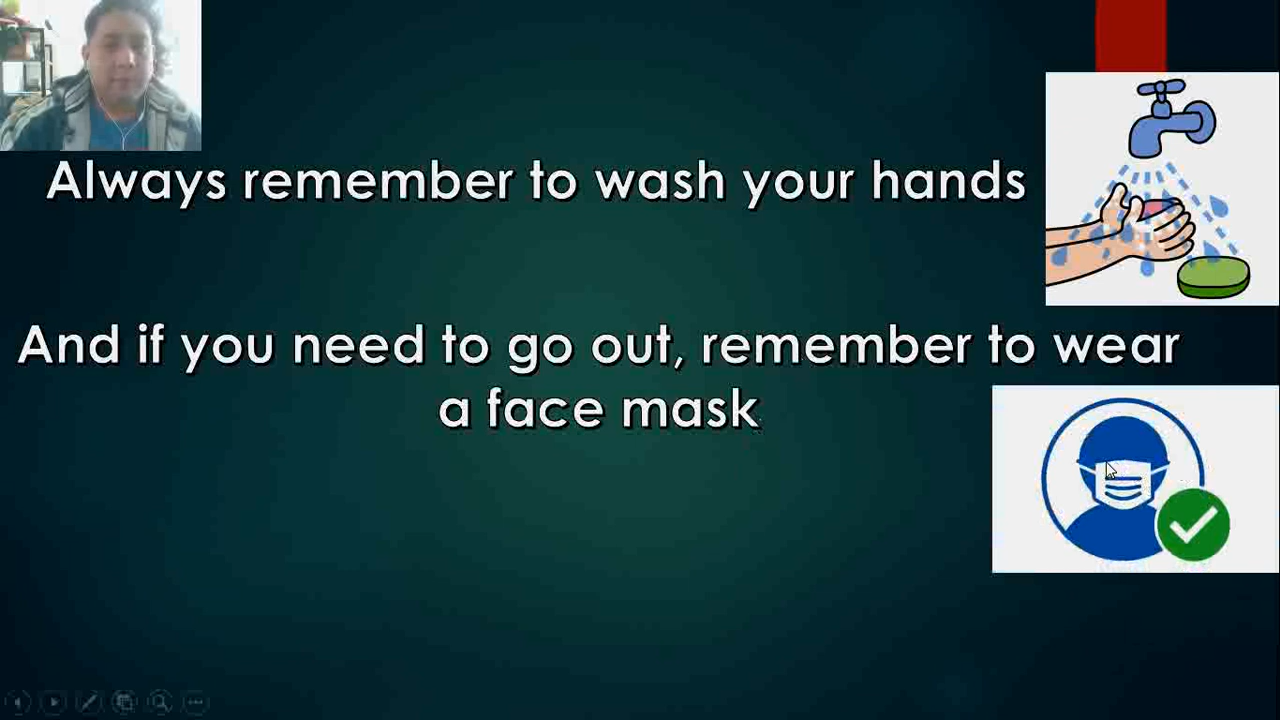 Always remember to wash your hands
And if you need to go out, remember to wear
a face mask